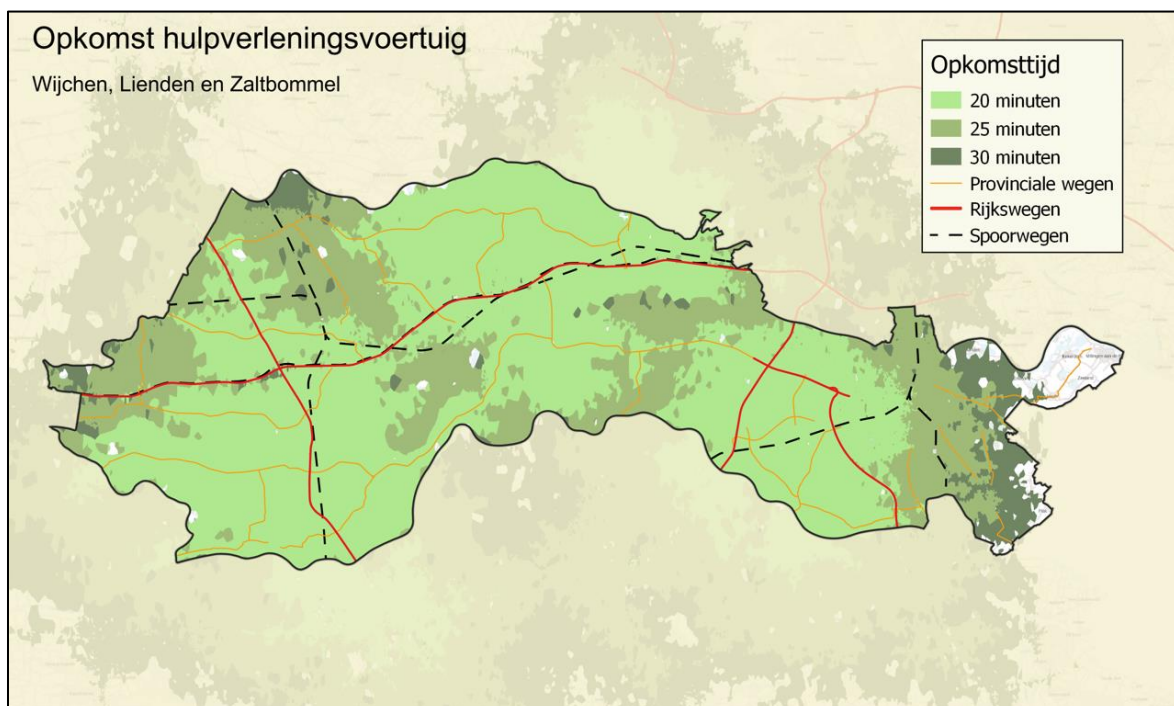 Opkomst hulpverleningsvoertuig
Wijchen, Lienden en Zaltbommel
Opkomsttijd
20 minuten
25 minuten
30 minuten
Provinciale wegen
Rijkswegen
Spoorwegen